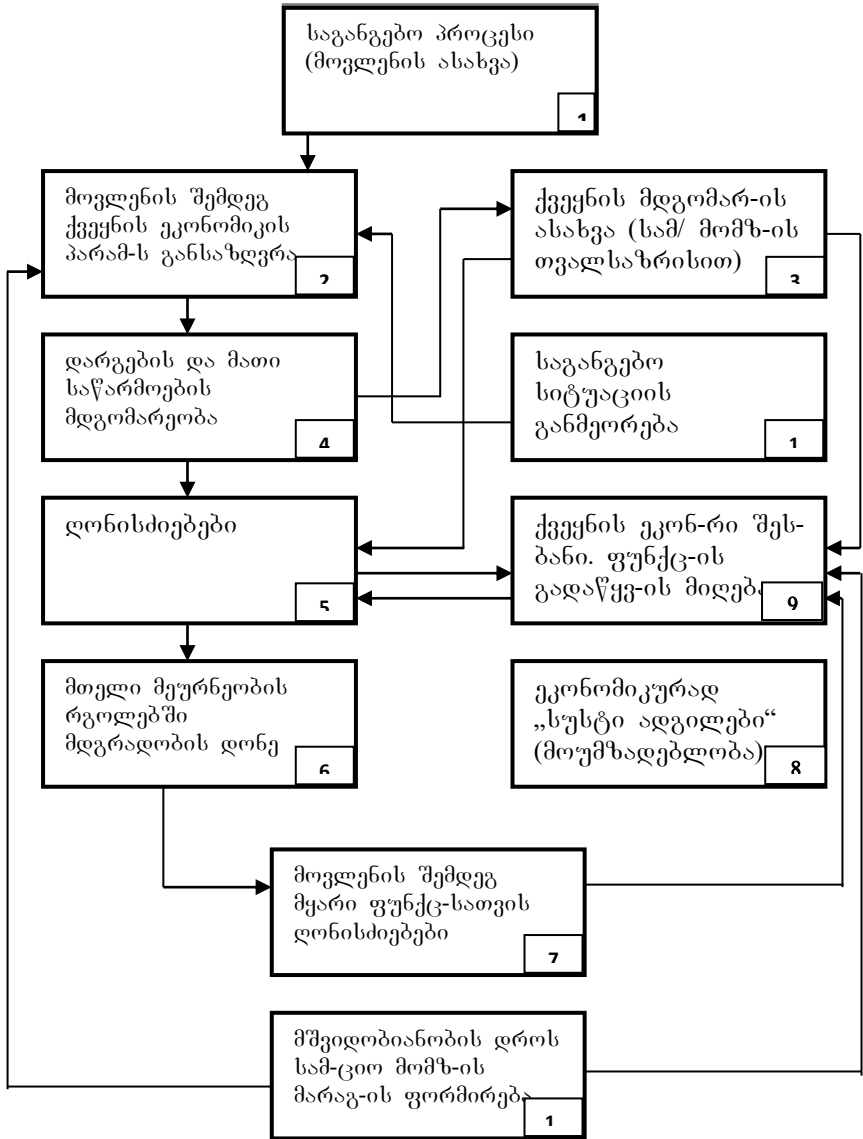 საგანგებო პროცესი
(მოვლენის ასახვა)
1
მოვლენის შემდეგ
ქვეყნის ეკონომიკის
პარამ-ს განსაზღვრა
2
ქვეყნის მდგომარ-ის
ასახვა (სამ/ მომზ-ის
თვალსაზრისით)
3
დარგების და მათი
საწარმოების
მდგომარეობა
4
საგანგებო
სიტუაციის
განმეორება
1
ღონისძიებები
5
ქვეყნის ეკონ-რი შეს-
ბანი. ფუნქც-ის
გადაწყვ-ის მიღება
9
მთელი მეურნეობის
რგოლებში
მდგრადობის დონე
6
ეკონომიკურად
„სუსტი ადგილები“
(მოუმზადებლობა)
8
მოვლენის შემდეგ
მყარი ფუნქც-სათვის
ღონისძიებები
7
მშვიდობიანობის დროს
სამ-ციო მომზ-ის
მარაგ-ის ფორმირება
1